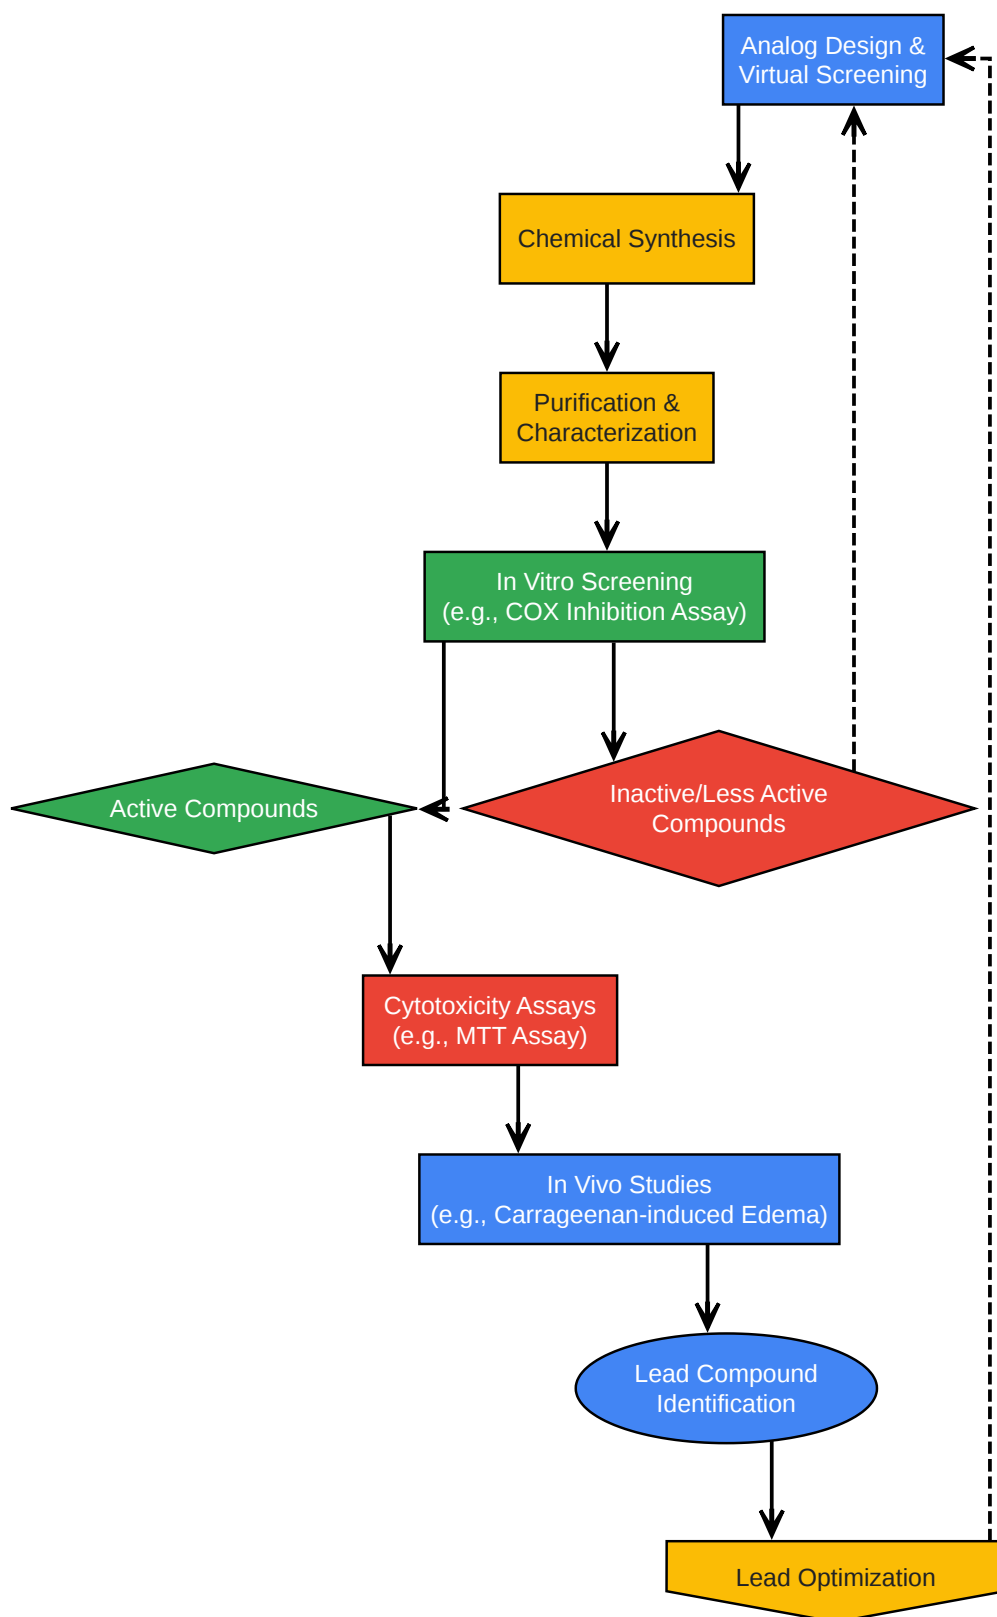 Analog Design &
Virtual Screening
Chemical Synthesis
Purification &
Characterization
In Vitro Screening
(e.g., COX Inhibition Assay)
Active Compounds
Inactive/Less Active
Compounds
Cytotoxicity Assays
(e.g., MTT Assay)
In Vivo Studies
(e.g., Carrageenan-induced Edema)
Lead Compound
Identification
Lead Optimization